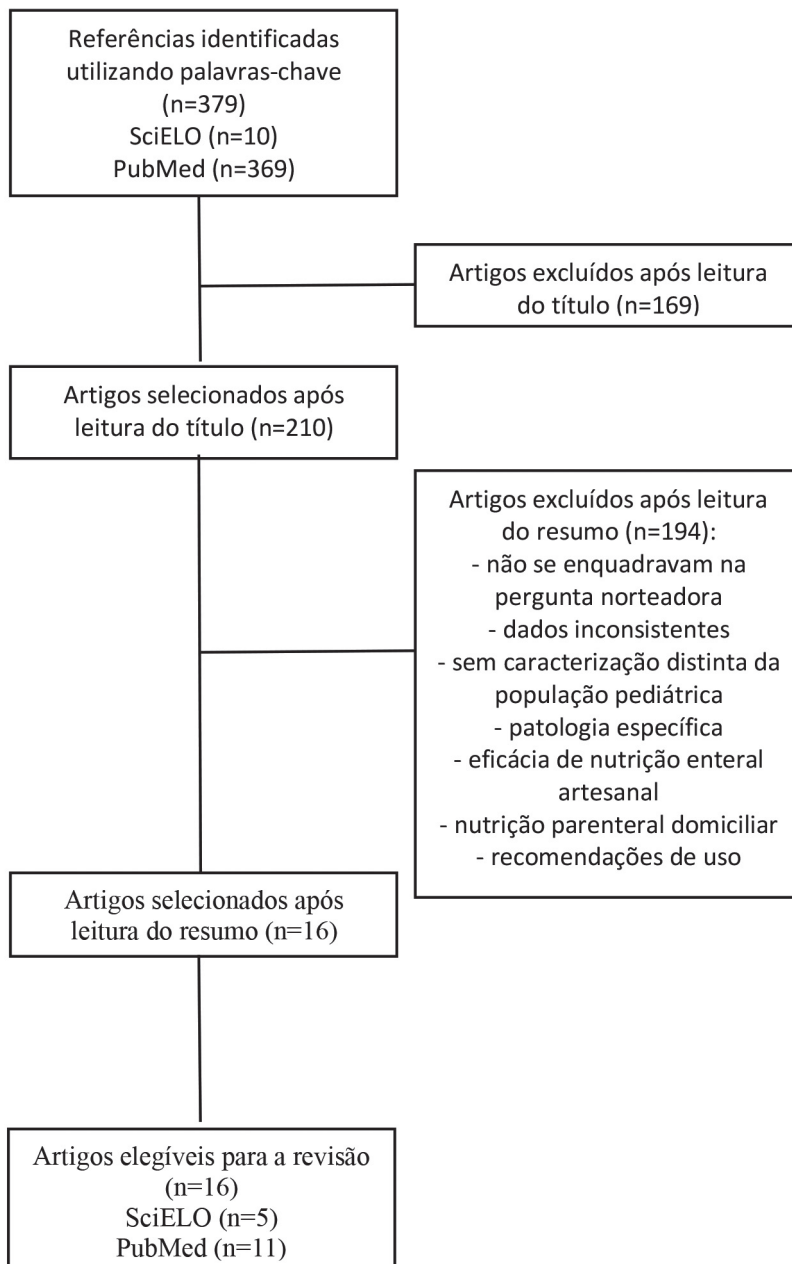 Referências identificadas
utilizando palavras-chave
(n=379)
SciELO (n=10)
PubMed (n=369)
Artigos excluídos após leitura
do título (n=169)
Artigos selecionados após
leitura do título (n=210)
Artigos excluídos após leitura
do resumo (n=194):
- não se enquadravam na
pergunta norteadora
- dados inconsistentes
- sem caracterização distinta da
população pediátrica
- patologia específica
- eficácia de nutrição enteral
artesanal
- nutrição parenteral domiciliar
- recomendações de uso
Artigos selecionados após
leitura do resumo (n=16)
Artigos elegíveis para a revisão
(n=16)
SciELO (n=5)
PubMed (n=11)